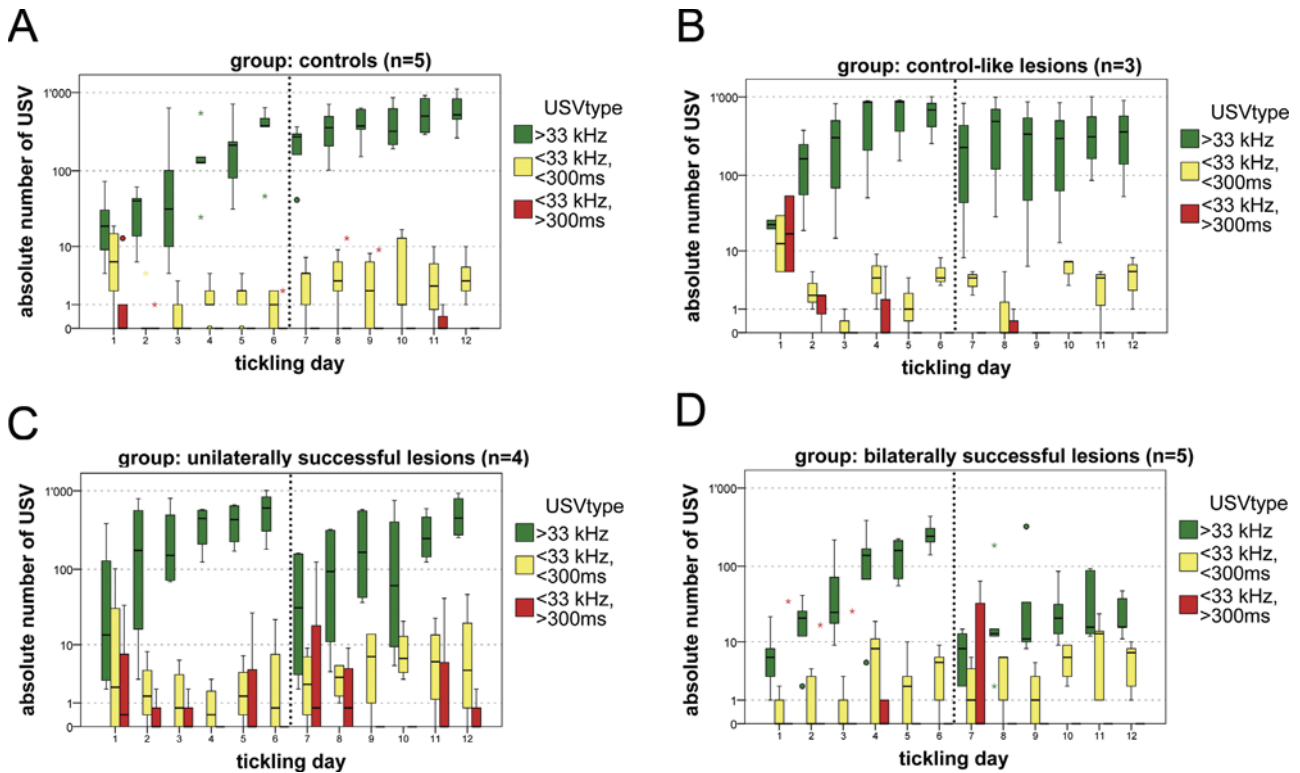 A
group: controls (n=5)
absolute number of USV
1'000
100
10
1
0
1 2 3 4 5 6 7 8 9 10 11 12
tickling day
USVtype
>33 kHz
<33 kHz,
<300ms
<33 kHz,
>300ms
B
group: control-like lesions (n=3)
absolute number of USV
1'000
100
10
1
0
1 2 3 4 5 6 7 8 9 10 11 12
tickling day
USVtype
>33 kHz
<33 kHz,
<300ms
<33 kHz,
>300ms
C
group: unilaterally successful lesions (n=4)
absolute number of USV
1'000
100
10
1
0
1 2 3 4 5 6 7 8 9 10 11 12
tickling day
USVtype
>33 kHz
<33 kHz,
<300ms
<33 kHz,
>300ms
D
group: bilaterally successful lesions (n=5)
absolute number of USV
1'000
100
10
1
0
1 2 3 4 5 6 7 8 9 10 11 12
tickling day
USVtype
>33 kHz
<33 kHz,
<300ms
<33 kHz,
>300ms